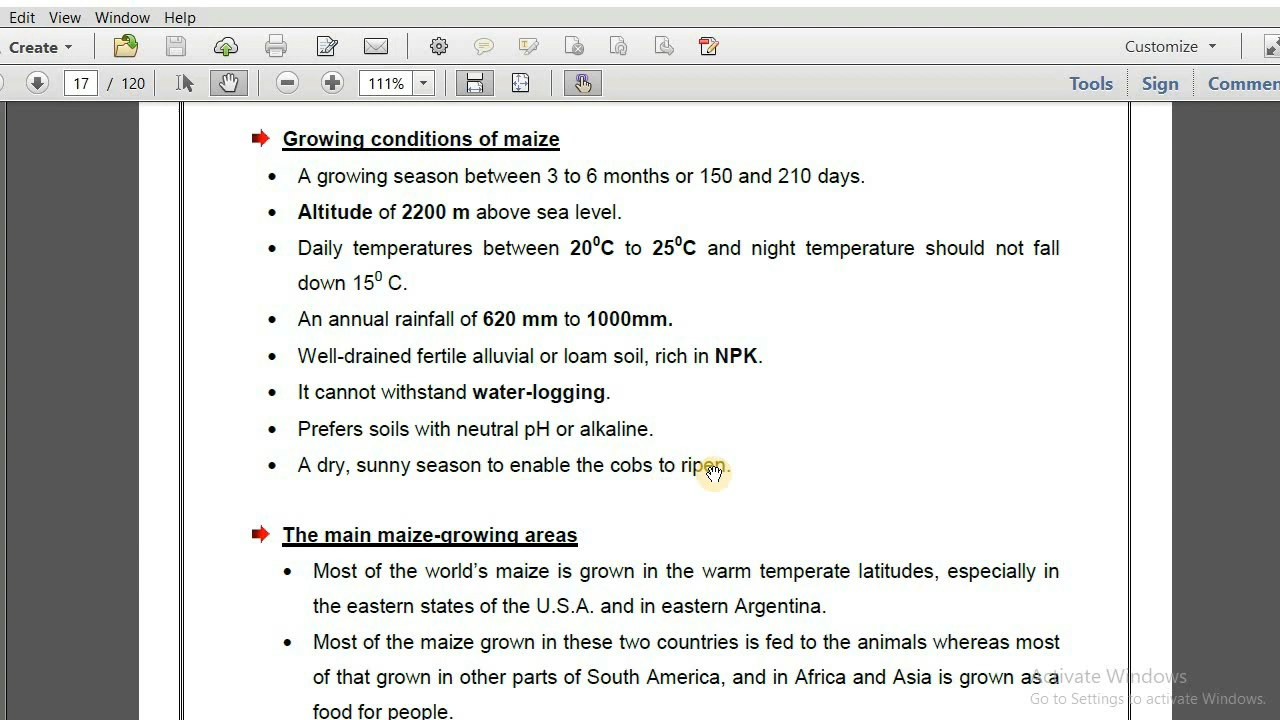 Edit View Window Help
Create Customize
17 / 120 111% Tools Sign Commen
Growing conditions of maize
• A growing season between 3 to 6 months or 150 and 210 days.
• Altitude of 2200 m above sea level.
• Daily temperatures between 20⁰C to 25⁰C and night temperature should not fall
down 15⁰ C.
• An annual rainfall of 620 mm to 1000mm.
• Well-drained fertile alluvial or loam soil, rich in NPK.
• It cannot withstand water-logging.
• Prefers soils with neutral pH or alkaline.
• A dry, sunny season to enable the cobs to ripen.
The main maize-growing areas
• Most of the world’s maize is grown in the warm temperate latitudes, especially in
the eastern states of the U.S.A. and in eastern Argentina.
• Most of the maize grown in these two countries is fed to the animals whereas most
of that grown in other parts of South America, and in Africa and Asia is grown as a
food for people.
Activate Windows
Go to Settings to activate Windows.